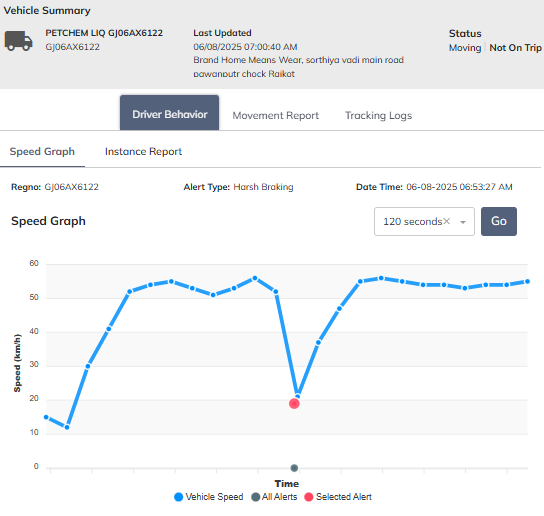 Vehicle Summary
PETCHEM LIQ GJ06AX6122
GJ06AX6122
Last Updated
06/08/2025 07:00:40 AM
Brand Home Means Wear, sorthiya vadi main road
pawanputr chock Rajkot
Status
Moving | Not On Trip
Driver Behavior
Movement Report
Tracking Logs
Speed Graph
Instance Report
Regno: GJ06AX6122
Alert Type: Harsh Braking
Date Time: 06-08-2025 06:53:27 AM
Speed Graph
120 seconds×
Go
60
50
40
30
20
10
0
Speed (km/h)
Time
Vehicle Speed
All Alerts
Selected Alert